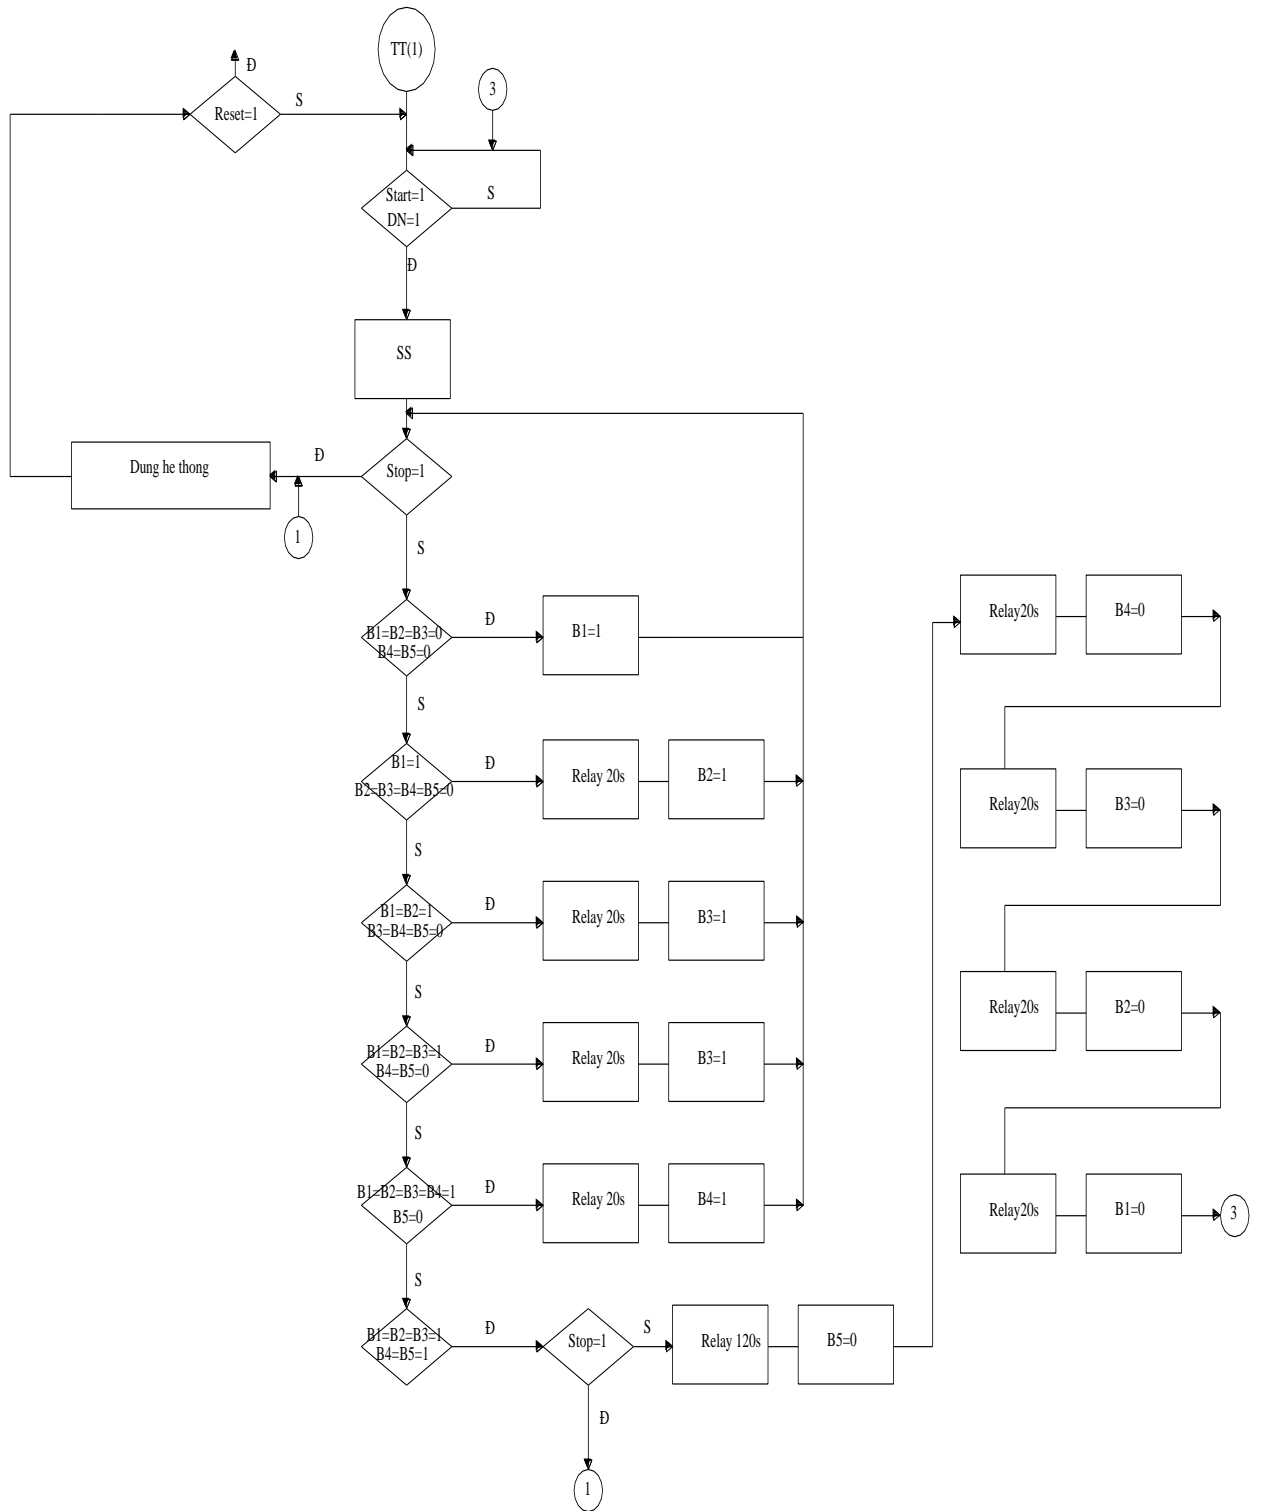 TT(1)
Đ
3
S
Reset=1
Start=1
S
DN=1
Đ
SS
Đ
Dung he thong
Stop=1
1
S
B1=B2=B3=0
B4=B5=0
Đ
B1=1
S
B1=1
B2=B3=B4=B5=0
Đ
Relay 20s
B2=1
S
B1=B2=1
B3=B4=B5=0
Đ
Relay 20s
B3=1
S
B1=B2=B3=1
B4=B5=0
Đ
Relay 20s
B3=1
S
B1=B2=B3=B4=1
B5=0
Đ
Relay 20s
B4=1
S
B1=B2=B3=1
B4=B5=1
Đ
Stop=1
S
Relay 120s
B5=0
Đ
1
Relay20s
B4=0
Relay20s
B3=0
Relay20s
B2=0
Relay20s
B1=0
3